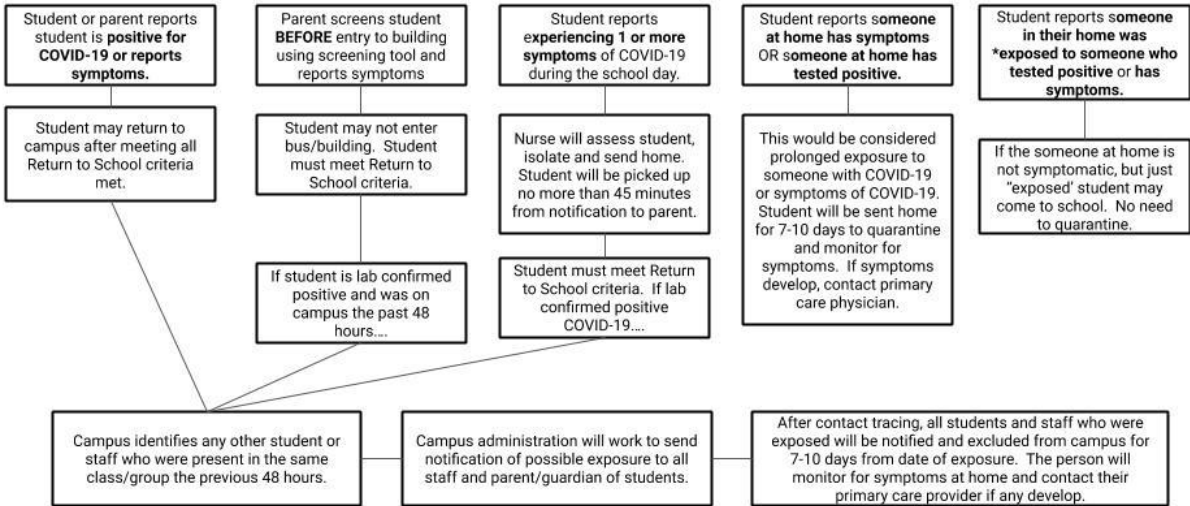 Student or parent reports
student is positive for
COVID-19 or reports
symptoms.
Parent screens student
BEFORE entry to building
using screening tool and
reports symptoms
Student reports
experiencing 1 or more
symptoms of COVID-19
during the school day.
Student reports someone
at home has symptoms
OR someone at home has
tested positive.
Student reports someone
in their home was
*exposed to someone who
tested positive or has
symptoms.
Student may return to
campus after meeting all
Return to School criteria
met.
Student may not enter
bus/building. Student
must meet Return to
School criteria.
Nurse will assess student,
isolate and send home.
Student will be picked up
no more than 45 minutes
from notification to parent.
This would be considered
prolonged exposure to
someone with COVID-19
or symptoms of COVID-19.
Student will be sent home
for 7-10 days to quarantine
and monitor for
symptoms. If symptoms
develop, contact primary
care physician.
If the someone at home is
not symptomatic, but just
"exposed' student may
come to school. No need
to quarantine.
If student is lab confirmed
positive and was on
campus the past 48
hours....
Student must meet Return
to School criteria. If lab
confirmed positive
COVID-19....
Campus identifies any other student or
staff who were present in the same
class/group the previous 48 hours.
Campus administration will work to send
notification of possible exposure to all
staff and parent/guardian of students.
After contact tracing, all students and staff who were
exposed will be notified and excluded from campus for
7-10 days from date of exposure. The person will
monitor for symptoms at home and contact their
primary care provider if any develop.